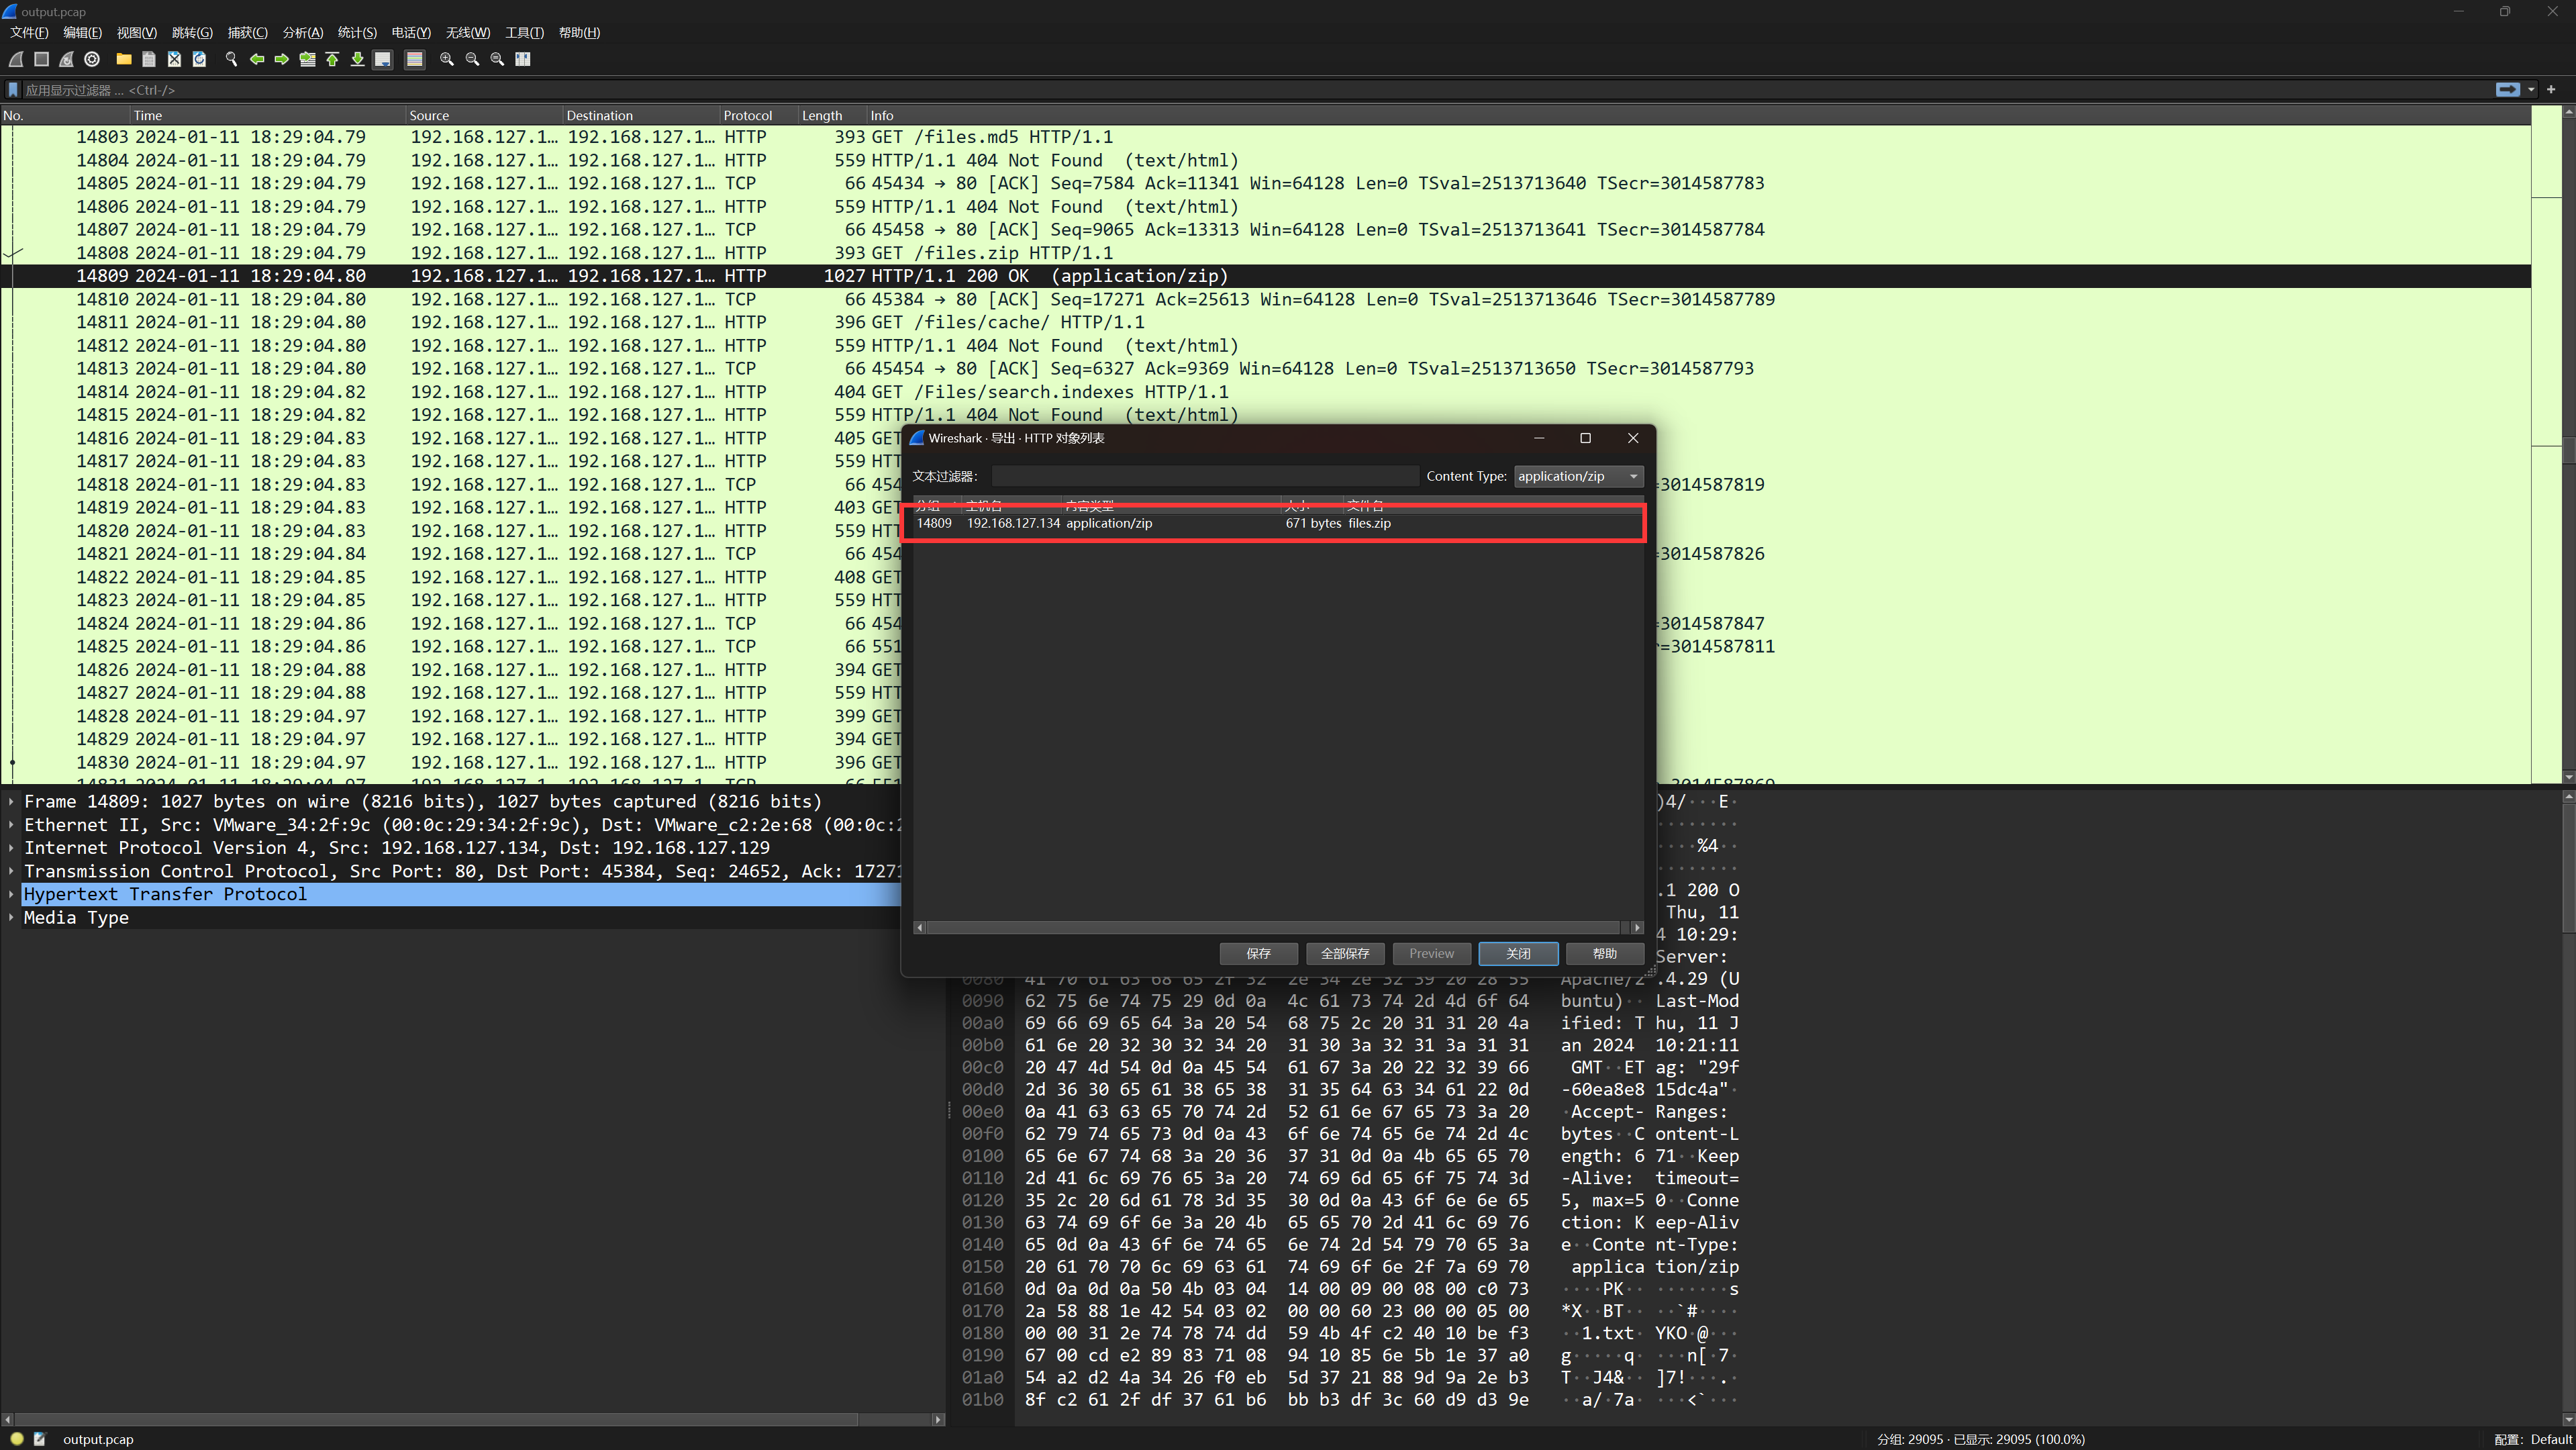 output.pcap
文件(F) 编辑(E) 视图(V) 跳转(G) 捕获(C) 分析(A) 统计(S) 电话(Y) 无线(W) 工具(T) 帮助(H)
应用显示过滤器 … <Ctrl-/>
No. Time Source Destination Protocol Length Info
14803 2024-01-11 18:29:04.79 192.168.127.1… 192.168.127.1… HTTP 393 GET /files.md5 HTTP/1.1
14804 2024-01-11 18:29:04.79 192.168.127.1… 192.168.127.1… HTTP 559 HTTP/1.1 404 Not Found (text/html)
14805 2024-01-11 18:29:04.79 192.168.127.1… 192.168.127.1… TCP 66 45434 → 80 [ACK] Seq=7584 Ack=11341 Win=64128 Len=0 TSval=2513713640 TSecr=3014587783
14806 2024-01-11 18:29:04.79 192.168.127.1… 192.168.127.1… HTTP 559 HTTP/1.1 404 Not Found (text/html)
14807 2024-01-11 18:29:04.79 192.168.127.1… 192.168.127.1… TCP 66 45458 → 80 [ACK] Seq=9065 Ack=13313 Win=64128 Len=0 TSval=2513713641 TSecr=3014587784
14808 2024-01-11 18:29:04.79 192.168.127.1… 192.168.127.1… HTTP 393 GET /files.zip HTTP/1.1
14809 2024-01-11 18:29:04.80 192.168.127.1… 192.168.127.1… HTTP 1027 HTTP/1.1 200 OK (application/zip)
14810 2024-01-11 18:29:04.80 192.168.127.1… 192.168.127.1… TCP 66 45384 → 80 [ACK] Seq=17271 Ack=25613 Win=64128 Len=0 TSval=2513713646 TSecr=3014587789
14811 2024-01-11 18:29:04.80 192.168.127.1… 192.168.127.1… HTTP 396 GET /files/cache/ HTTP/1.1
14812 2024-01-11 18:29:04.80 192.168.127.1… 192.168.127.1… HTTP 559 HTTP/1.1 404 Not Found (text/html)
14813 2024-01-11 18:29:04.80 192.168.127.1… 192.168.127.1… TCP 66 45454 → 80 [ACK] Seq=6327 Ack=9369 Win=64128 Len=0 TSval=2513713650 TSecr=3014587793
14814 2024-01-11 18:29:04.82 192.168.127.1… 192.168.127.1… HTTP 404 GET /Files/search.indexes HTTP/1.1
14815 2024-01-11 18:29:04.82 192.168.127.1… 192.168.127.1… HTTP 559 HTTP/1.1 404 Not Found (text/html)
14816 2024-01-11 18:29:04.83 192.168.127.1… 192.168.127.1… HTTP 405 GET
14817 2024-01-11 18:29:04.83 192.168.127.1… 192.168.127.1… HTTP 559 HTT
14818 2024-01-11 18:29:04.83 192.168.127.1… 192.168.127.1… TCP 66 454 =3014587819
14819 2024-01-11 18:29:04.83 192.168.127.1… 192.168.127.1… HTTP 403 GET
14820 2024-01-11 18:29:04.83 192.168.127.1… 192.168.127.1… HTTP 559 HTT
14821 2024-01-11 18:29:04.84 192.168.127.1… 192.168.127.1… TCP 66 454 =3014587826
14822 2024-01-11 18:29:04.85 192.168.127.1… 192.168.127.1… HTTP 408 GET
14823 2024-01-11 18:29:04.85 192.168.127.1… 192.168.127.1… HTTP 559 HTT
14824 2024-01-11 18:29:04.86 192.168.127.1… 192.168.127.1… TCP 66 454 =3014587847
14825 2024-01-11 18:29:04.86 192.168.127.1… 192.168.127.1… TCP 66 551 =3014587811
14826 2024-01-11 18:29:04.88 192.168.127.1… 192.168.127.1… HTTP 394 GET
14827 2024-01-11 18:29:04.88 192.168.127.1… 192.168.127.1… HTTP 559 HTT
14828 2024-01-11 18:29:04.97 192.168.127.1… 192.168.127.1… HTTP 399 GET
14829 2024-01-11 18:29:04.97 192.168.127.1… 192.168.127.1… HTTP 394 GET
14830 2024-01-11 18:29:04.97 192.168.127.1… 192.168.127.1… HTTP 396 GET
Wireshark · 导出 · HTTP 对象列表
文本过滤器: Content Type: application/zip
分组 主机名 内容类型 大小 文件名
14809 192.168.127.134 application/zip 671 bytes files.zip
保存 全部保存 Preview 关闭 帮助
Frame 14809: 1027 bytes on wire (8216 bits), 1027 bytes captured (8216 bits)
Ethernet II, Src: VMware_34:2f:9c (00:0c:29:34:2f:9c), Dst: VMware_c2:2e:68 (00:0c:2
Internet Protocol Version 4, Src: 192.168.127.134, Dst: 192.168.127.129
Transmission Control Protocol, Src Port: 80, Dst Port: 45384, Seq: 24652, Ack: 17271
Hypertext Transfer Protocol
Media Type
)4/···E·
········
····%4··
········
.1 200 O
Thu, 11
4 10:29:
Server:
0080 41 70 61 63 68 65 2f 32 2e 34 2e 32 39 20 28 55 Apache/2 .4.29 (U
0090 62 75 6e 74 75 29 0d 0a 4c 61 73 74 2d 4d 6f 64 buntu)·· Last-Mod
00a0 69 66 69 65 64 3a 20 54 68 75 2c 20 31 31 20 4a ified: T hu, 11 J
00b0 61 6e 20 32 30 32 34 20 31 30 3a 32 31 3a 31 31 an 2024 10:21:11
00c0 20 47 4d 54 0d 0a 45 54 61 67 3a 20 22 32 39 66 GMT··ET ag: "29f
00d0 2d 36 30 65 61 38 65 38 31 35 64 63 34 61 22 0d -60ea8e8 15dc4a"·
00e0 0a 41 63 63 65 70 74 2d 52 61 6e 67 65 73 3a 20 ·Accept- Ranges:
00f0 62 79 74 65 73 0d 0a 43 6f 6e 74 65 6e 74 2d 4c bytes··C ontent-L
0100 65 6e 67 74 68 3a 20 36 37 31 0d 0a 4b 65 65 70 ength: 6 71··Keep
0110 2d 41 6c 69 76 65 3a 20 74 69 6d 65 6f 75 74 3d -Alive: timeout=
0120 35 2c 20 6d 61 78 3d 35 30 0d 0a 43 6f 6e 6e 65 5, max=5 0··Conne
0130 63 74 69 6f 6e 3a 20 4b 65 65 70 2d 41 6c 69 76 ction: K eep-Aliv
0140 65 0d 0a 43 6f 6e 74 65 6e 74 2d 54 79 70 65 3a e··Conte nt-Type:
0150 20 61 70 70 6c 69 63 61 74 69 6f 6e 2f 7a 69 70 applica tion/zip
0160 0d 0a 0d 0a 50 4b 03 04 14 00 09 00 08 00 c0 73 ····PK·· ·······s
0170 2a 58 88 1e 42 54 03 02 00 00 60 23 00 00 05 00 *X··BT·· ··`#····
0180 00 00 31 2e 74 78 74 dd 59 4b 4f c2 40 10 be f3 ··1.txt· YKO·@···
0190 67 00 cd e2 89 83 71 08 94 10 85 6e 5b 1e 37 a0 g·····q· ···n[·7·
01a0 54 a2 d2 4a 34 26 f0 eb 5d 37 21 88 9d 9a 2e b3 T··J4&·· ]7!···.·
01b0 8f c2 61 2f df 37 61 b6 bb b3 df 3c 60 d9 d3 9e ··a/·7a· ···<`···
output.pcap 分组: 29095 · 已显示: 29095 (100.0%) 配置: Default